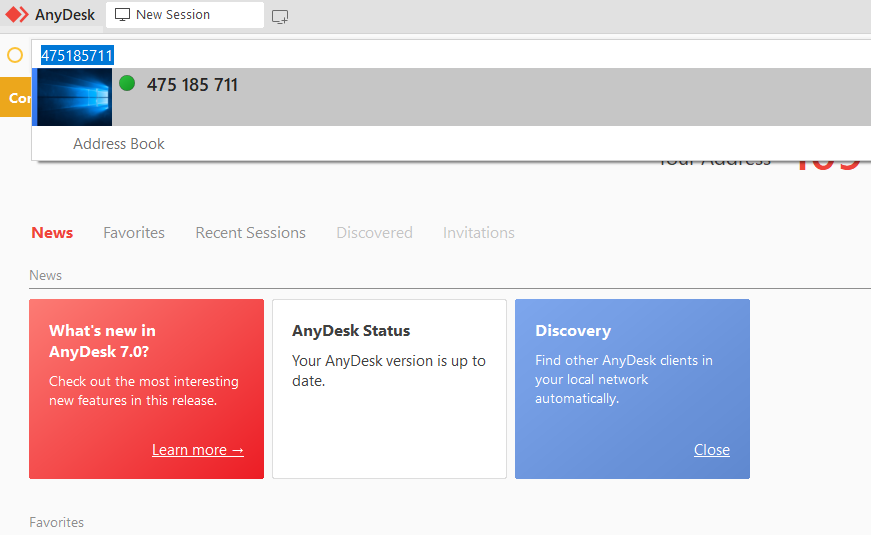 AnyDesk
New Session
475185711
475 185 711
Address Book
Your Address
News
Favorites
Recent Sessions
Discovered
Invitations
News
What's new in
AnyDesk 7.0?
Check out the most interesting
new features in this release.
Learn more →
AnyDesk Status
Your AnyDesk version is up to
date.
Discovery
Find other AnyDesk clients in
your local network
automatically.
Close
Favorites